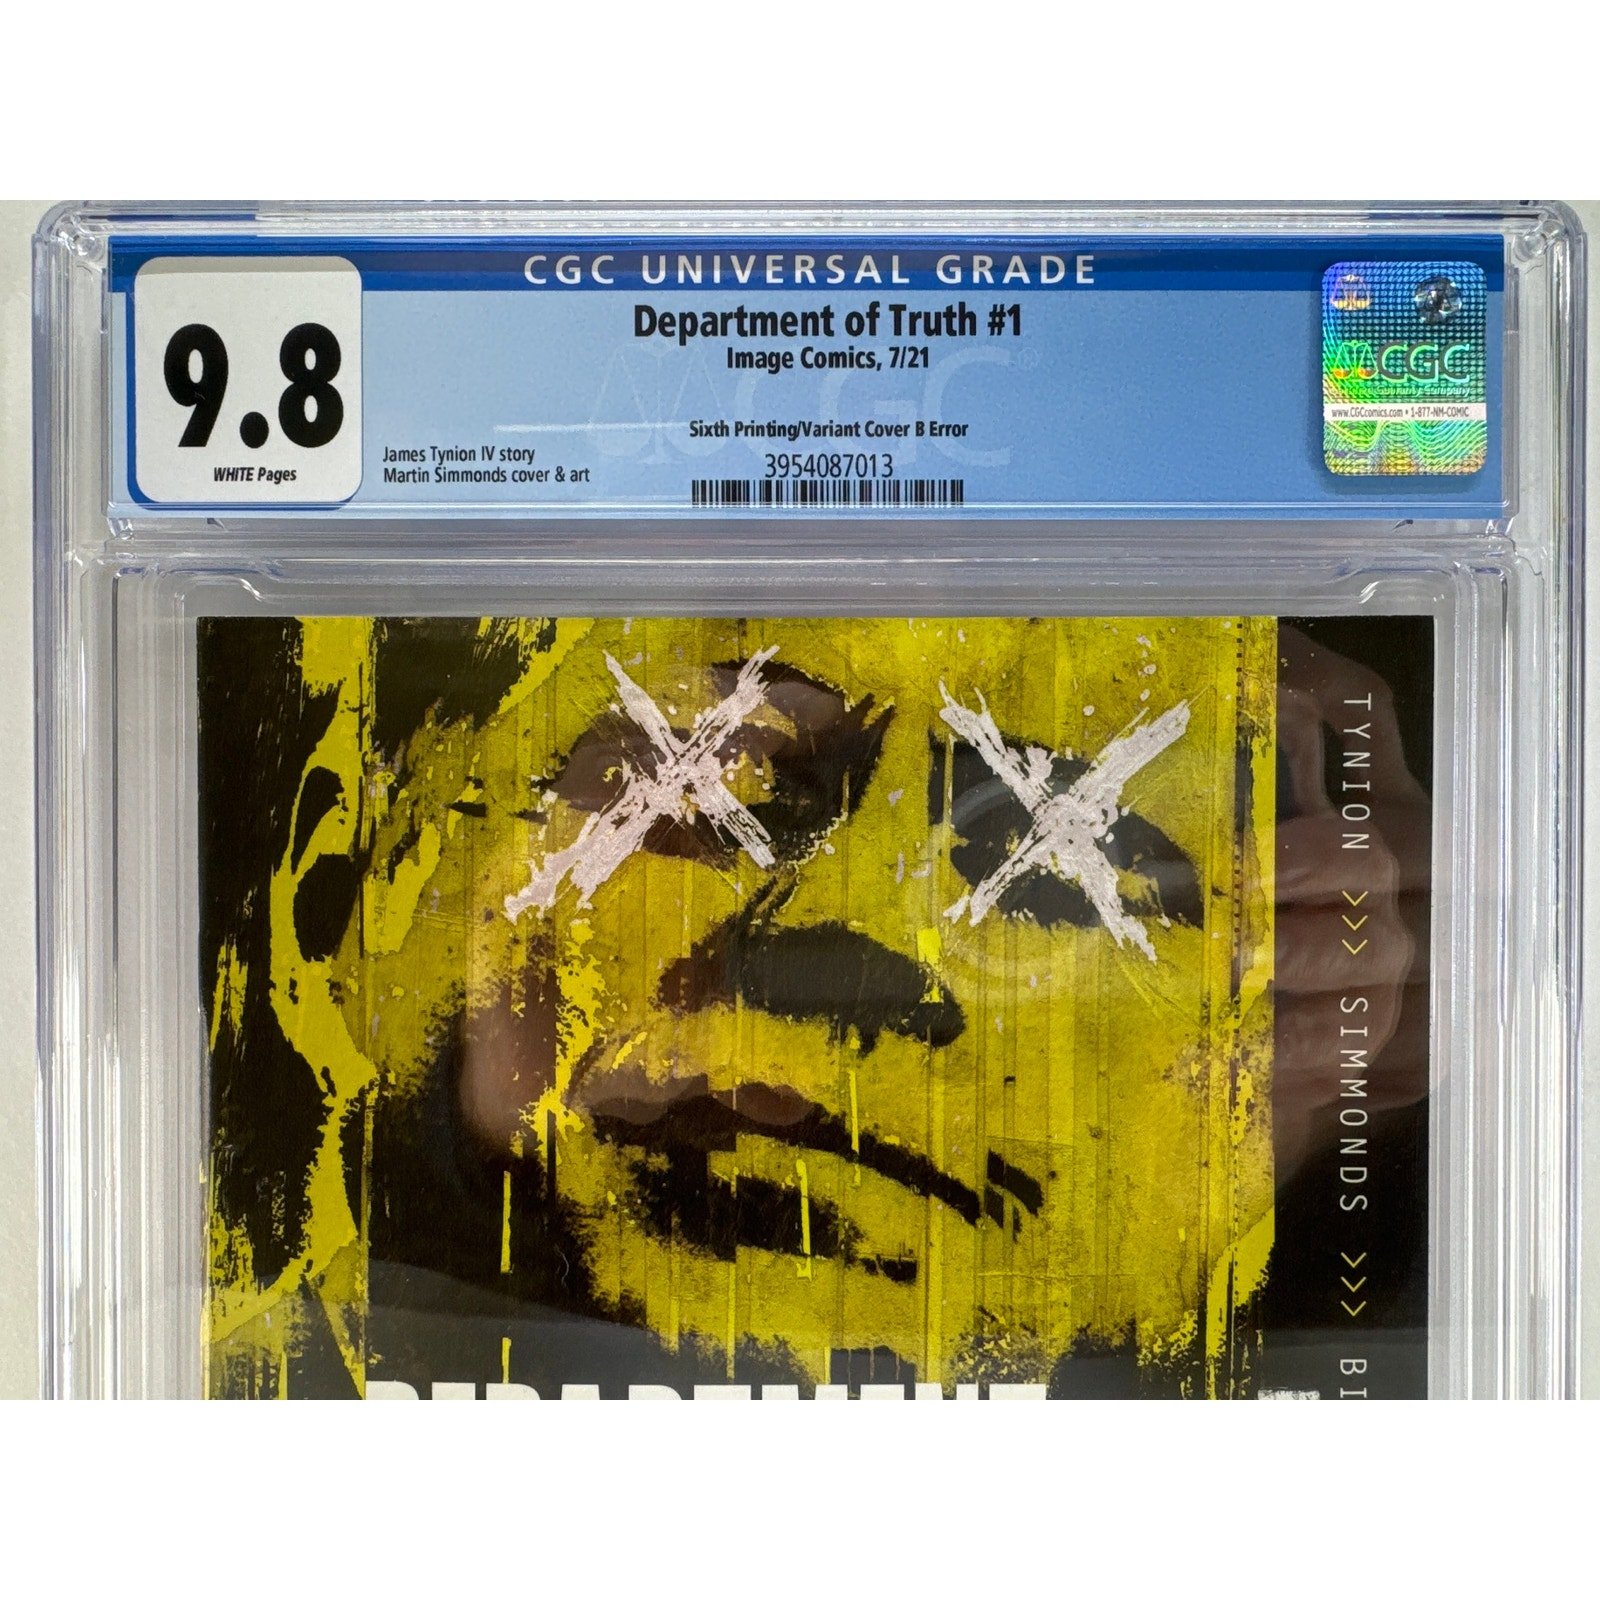 CGC UNIVERSAL GRADE
9.8
WHITE Pages
Department of Truth #1
Image Comics, 7/21
Sixth Printing/Variant Cover B Error
James Tynion IV story
Martin Simmonds cover & art
3954087013
CGC
www.CGCcomics.com • 1-877-NM-COMIC
TYNION >>> SIMMONDS >>> BI
DEPARTMENT